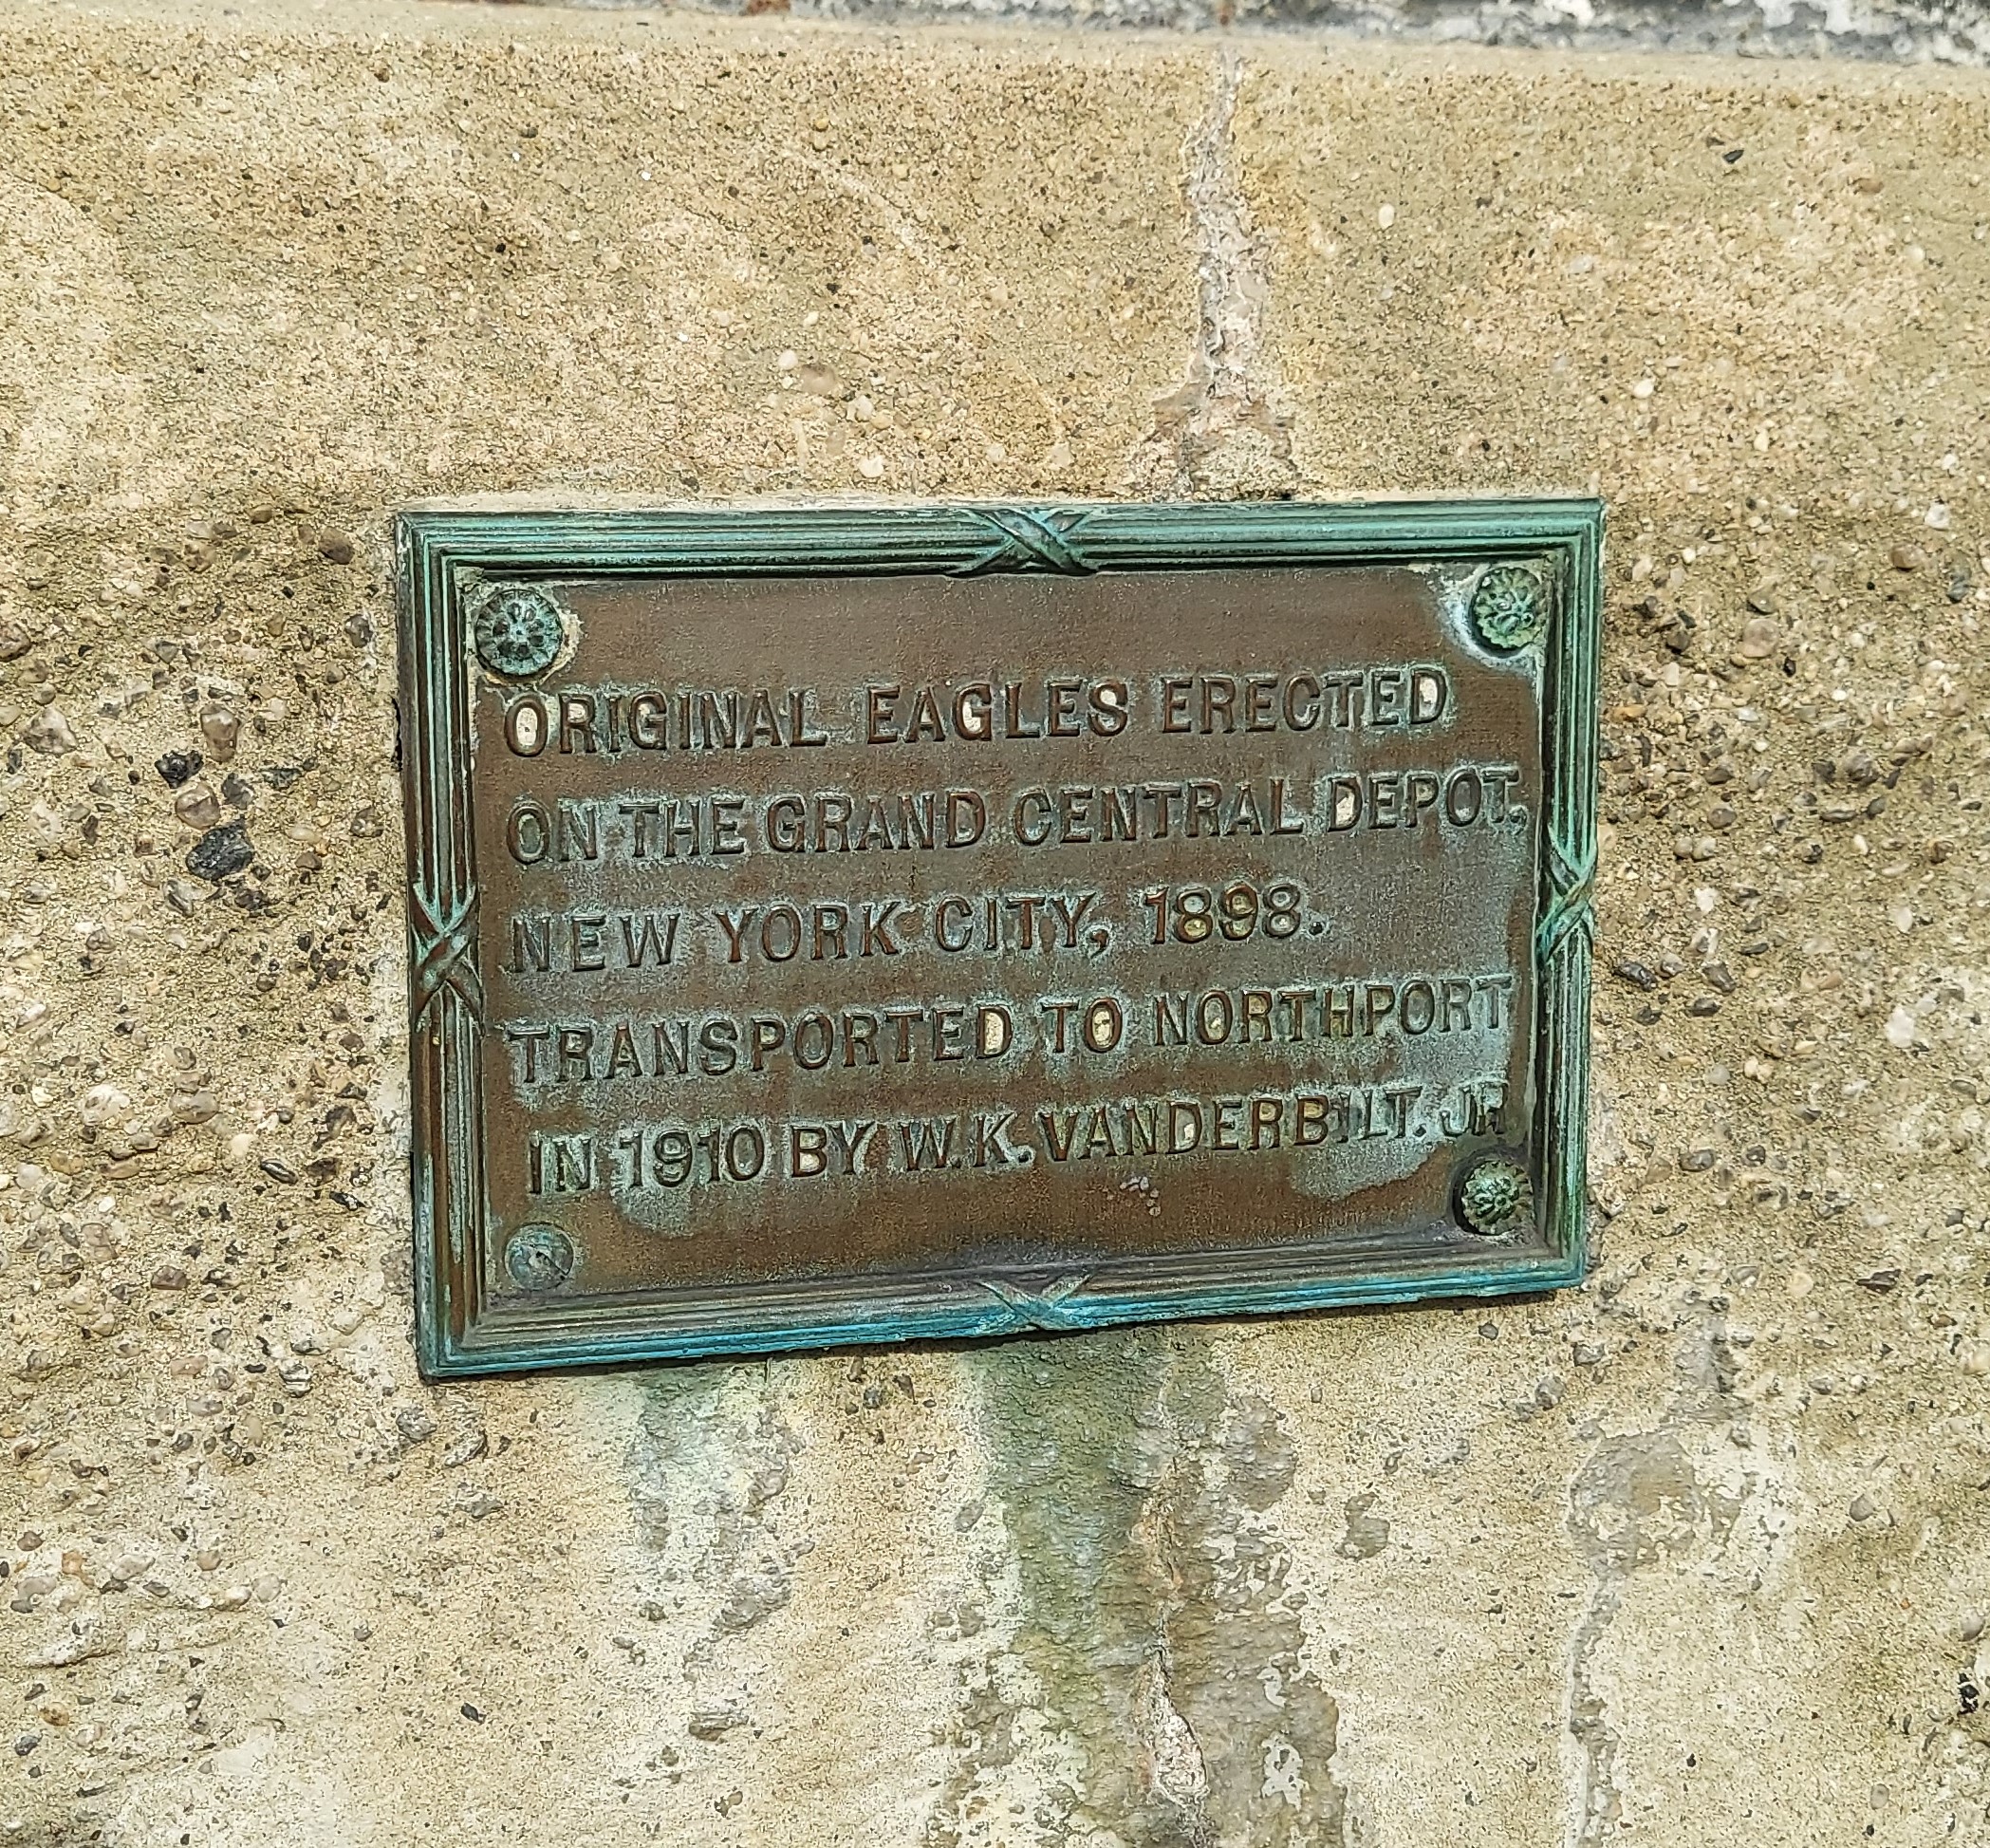 ORIGINAL EAGLES ERECTED
ON THE GRAND CENTRAL DEPOT,
NEW YORK CITY, 1898.
TRANSPORTED TO NORTHPORT
IN 1910 BY W.K. VANDERBILT. JR